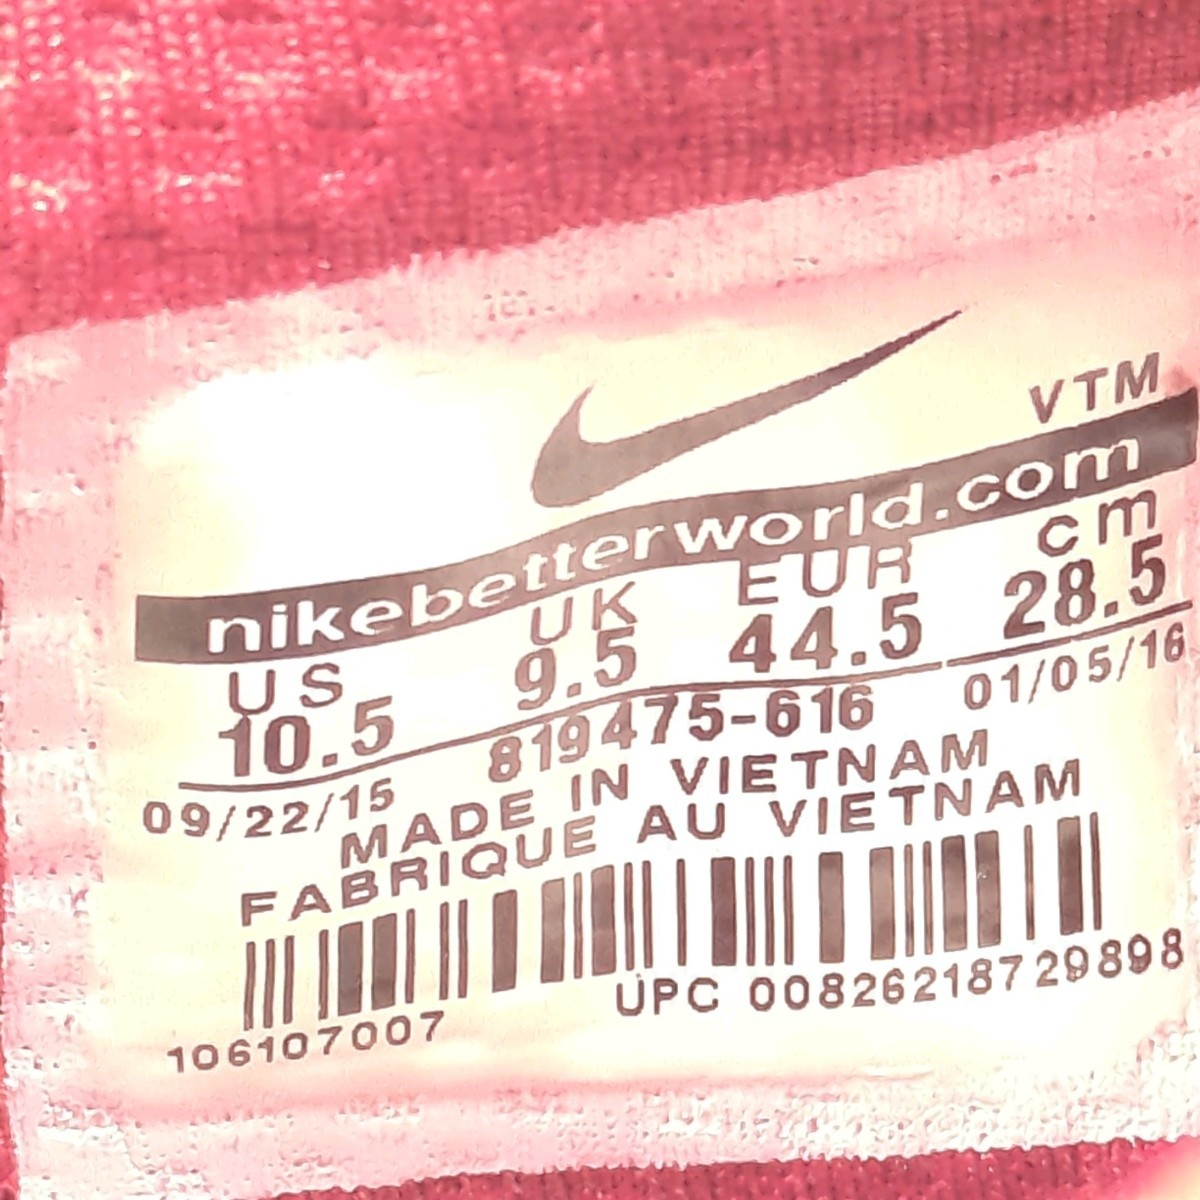 VTM
nikebetterworld.com
US UK EUR cm
10.5 9.5 44.5 28.5
09/22/15 819475-616 01/05/16
MADE IN VIETNAM
FABRIQUE AU VIETNAM
106107007 UPC 00826218729898